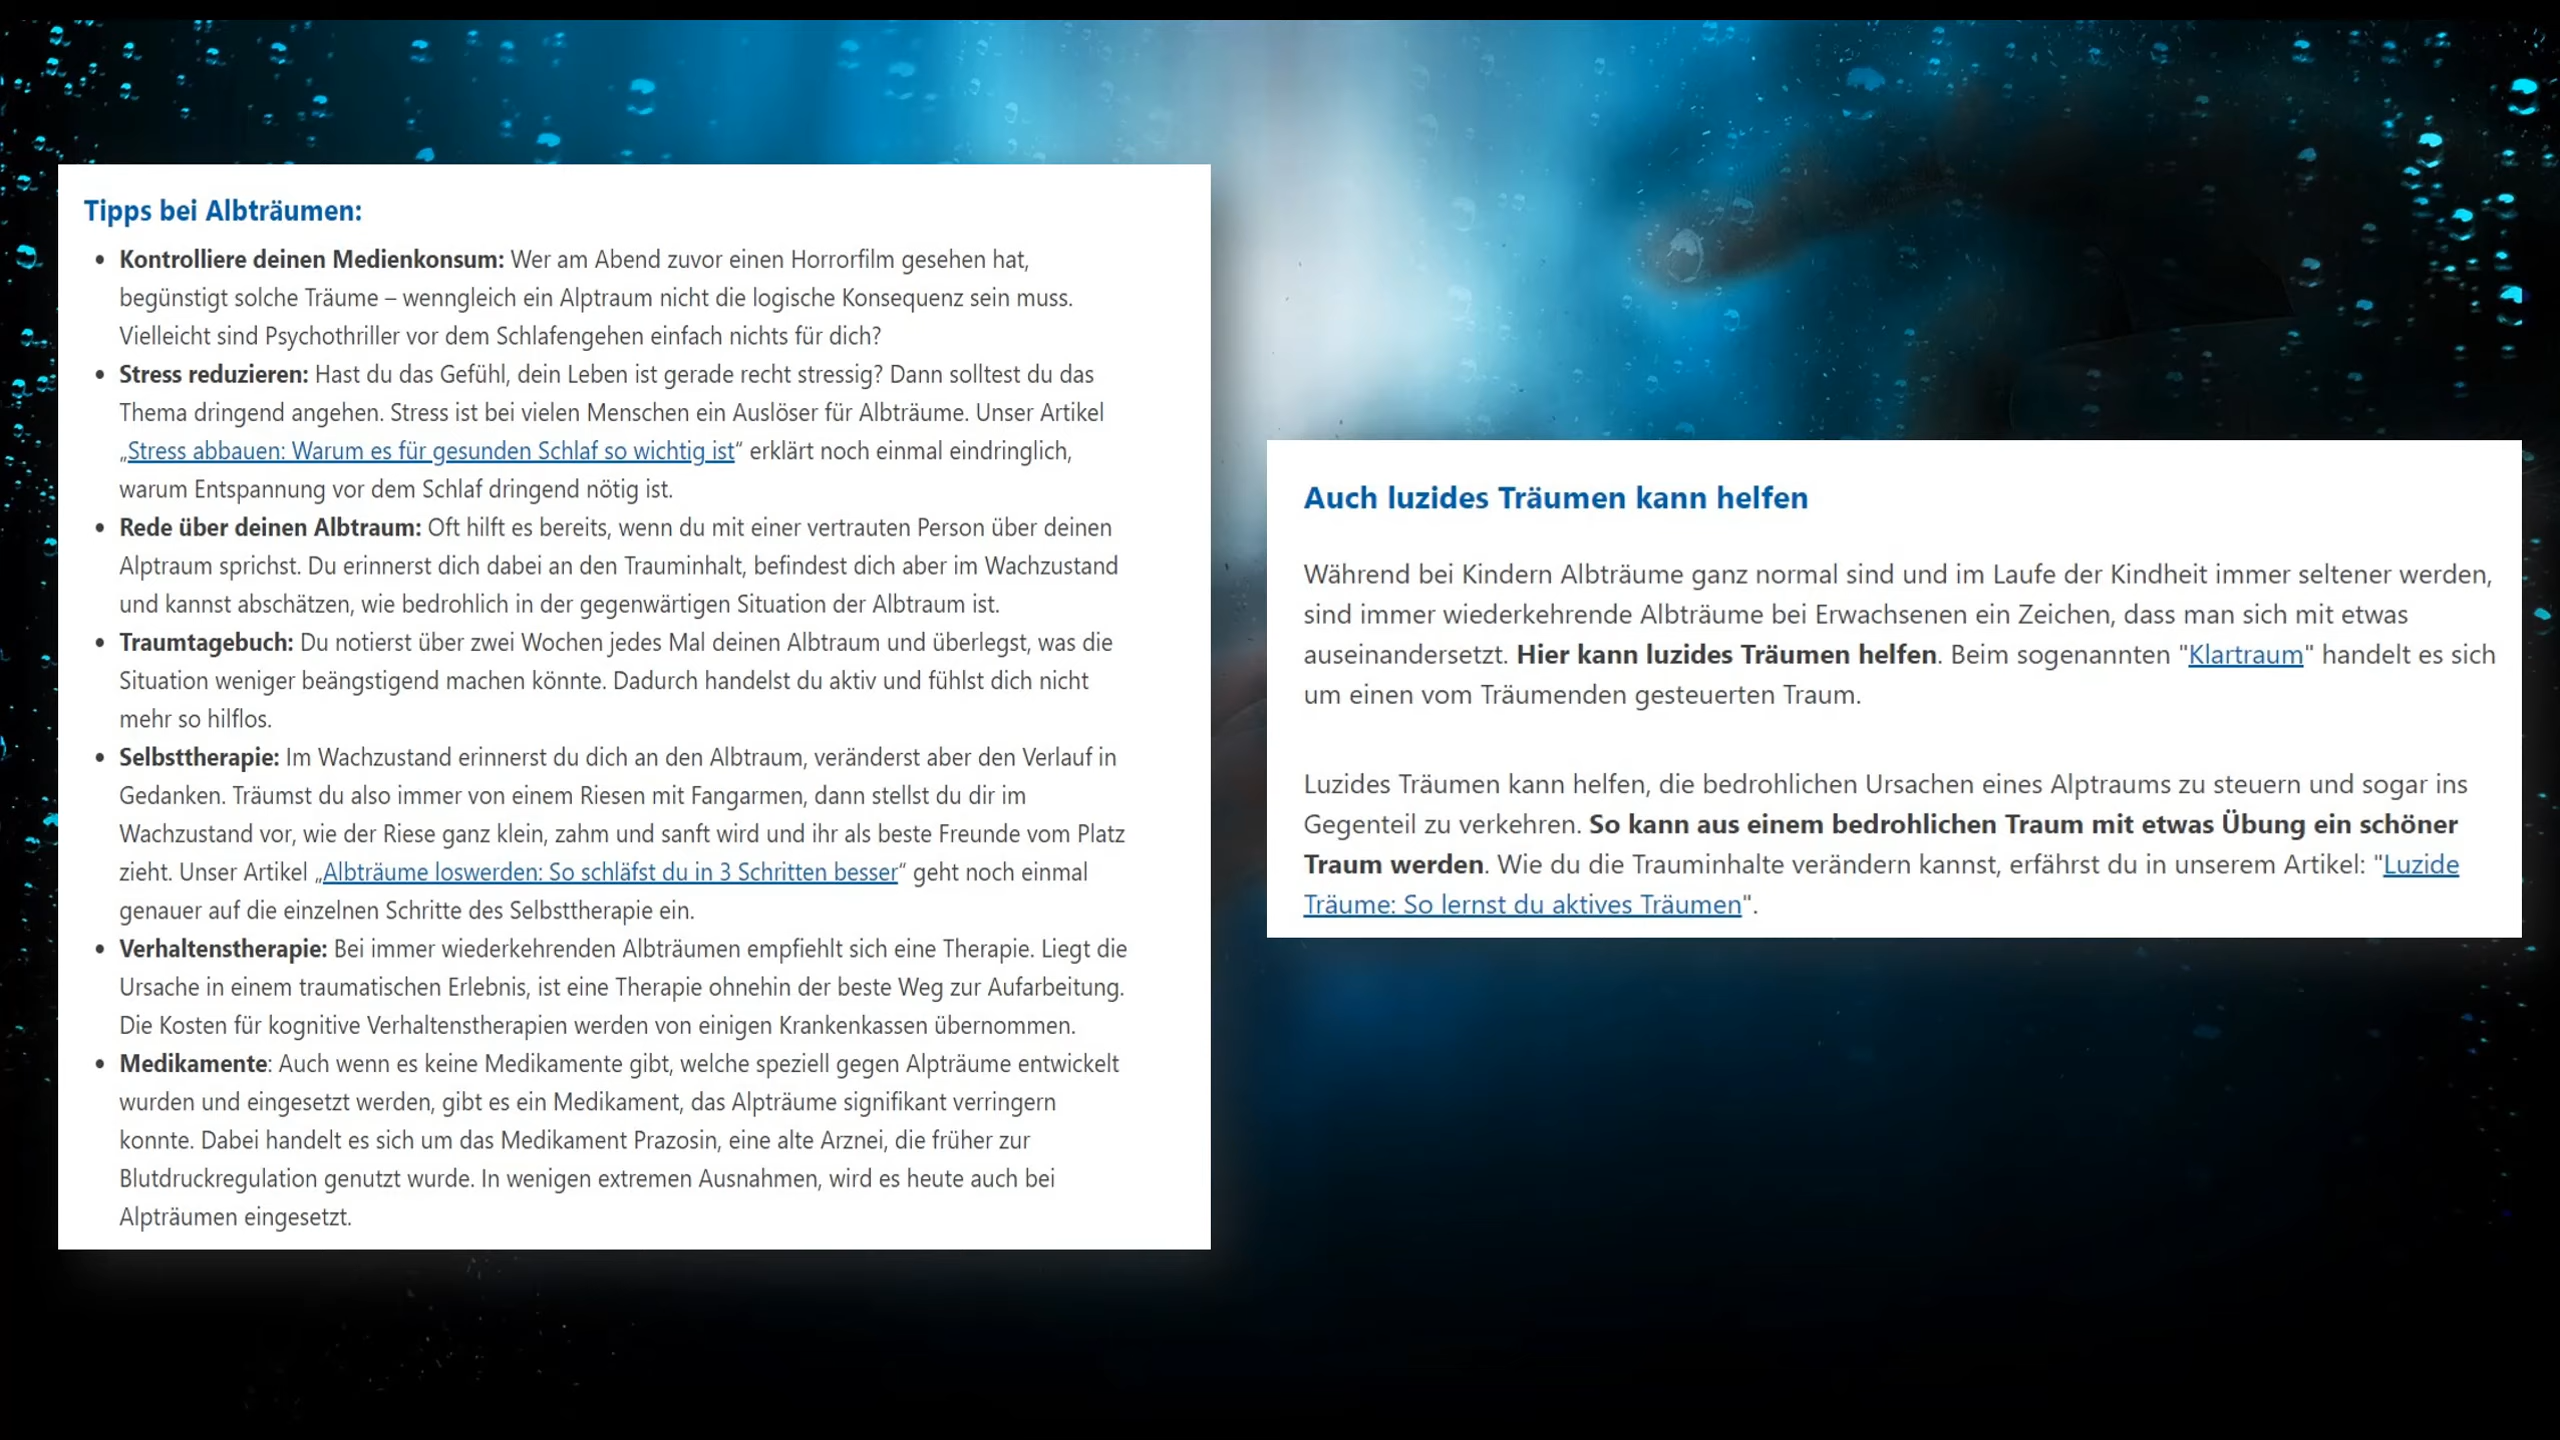 Tipps bei Albträumen:
• Kontrolliere deinen Medienkonsum: Wer am Abend zuvor einen Horrorfilm gesehen hat,
begünstigt solche Träume – wenngleich ein Alptraum nicht die logische Konsequenz sein muss.
Vielleicht sind Psychothriller vor dem Schlafengehen einfach nichts für dich?
• Stress reduzieren: Hast du das Gefühl, dein Leben ist gerade recht stressig? Dann solltest du das
Thema dringend angehen. Stress ist bei vielen Menschen ein Auslöser für Albträume. Unser Artikel
„Stress abbauen: Warum es für gesunden Schlaf so wichtig ist“ erklärt noch einmal eindringlich,
warum Entspannung vor dem Schlaf dringend nötig ist.
• Rede über deinen Albtraum: Oft hilft es bereits, wenn du mit einer vertrauten Person über deinen
Alptraum sprichst. Du erinnerst dich dabei an den Trauminhalt, befindest dich aber im Wachzustand
und kannst abschätzen, wie bedrohlich in der gegenwärtigen Situation der Albtraum ist.
• Traumtagebuch: Du notierst über zwei Wochen jedes Mal deinen Albtraum und überlegst, was die
Situation weniger beängstigend machen könnte. Dadurch handelst du aktiv und fühlst dich nicht
mehr so hilflos.
• Selbsttherapie: Im Wachzustand erinnerst du dich an den Albtraum, veränderst aber den Verlauf in
Gedanken. Träumst du also immer von einem Riesen mit Fangarmen, dann stellst du dir im
Wachzustand vor, wie der Riese ganz klein, zahm und sanft wird und ihr als beste Freunde vom Platz
zieht. Unser Artikel „Albträume loswerden: So schläfst du in 3 Schritten besser“ geht noch einmal
genauer auf die einzelnen Schritte des Selbsttherapie ein.
• Verhaltenstherapie: Bei immer wiederkehrenden Albträumen empfiehlt sich eine Therapie. Liegt die
Ursache in einem traumatischen Erlebnis, ist eine Therapie ohnehin der beste Weg zur Aufarbeitung.
Die Kosten für kognitive Verhaltenstherapien werden von einigen Krankenkassen übernommen.
• Medikamente: Auch wenn es keine Medikamente gibt, welche speziell gegen Alpträume entwickelt
wurden und eingesetzt werden, gibt es ein Medikament, das Alpträume signifikant verringern
konnte. Dabei handelt es sich um das Medikament Prazosin, eine alte Arznei, die früher zur
Blutdruckregulation genutzt wurde. In wenigen extremen Ausnahmen, wird es heute auch bei
Alpträumen eingesetzt.
Auch luzides Träumen kann helfen
Während bei Kindern Albträume ganz normal sind und im Laufe der Kindheit immer seltener werden,
sind immer wiederkehrende Albträume bei Erwachsenen ein Zeichen, dass man sich mit etwas
auseinandersetzt. Hier kann luzides Träumen helfen. Beim sogenannten "Klartraum" handelt es sich
um einen vom Träumenden gesteuerten Traum.
Luzides Träumen kann helfen, die bedrohlichen Ursachen eines Alptraums zu steuern und sogar ins
Gegenteil zu verkehren. So kann aus einem bedrohlichen Traum mit etwas Übung ein schöner
Traum werden. Wie du die Trauminhalte verändern kannst, erfährst du in unserem Artikel: "Luzide
Träume: So lernst du aktives Träumen".